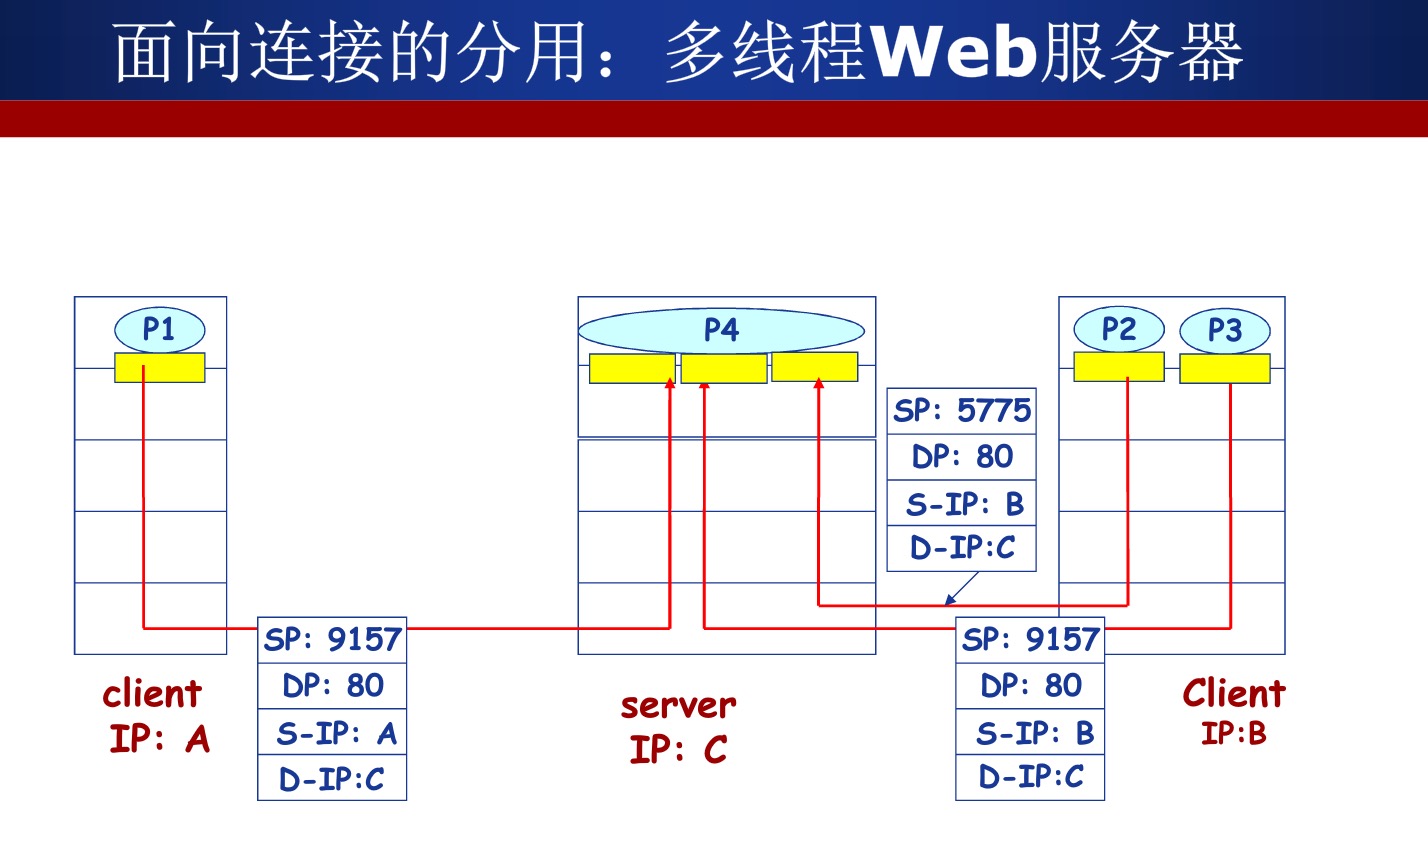 面向连接的分用：多线程Web服务器
P1
P4
P2
P3
SP: 5775
DP: 80
S-IP: B
D-IP:C
SP: 9157
DP: 80
S-IP: A
D-IP:C
SP: 9157
DP: 80
S-IP: B
D-IP:C
client
IP: A
server
IP: C
Client
IP:B